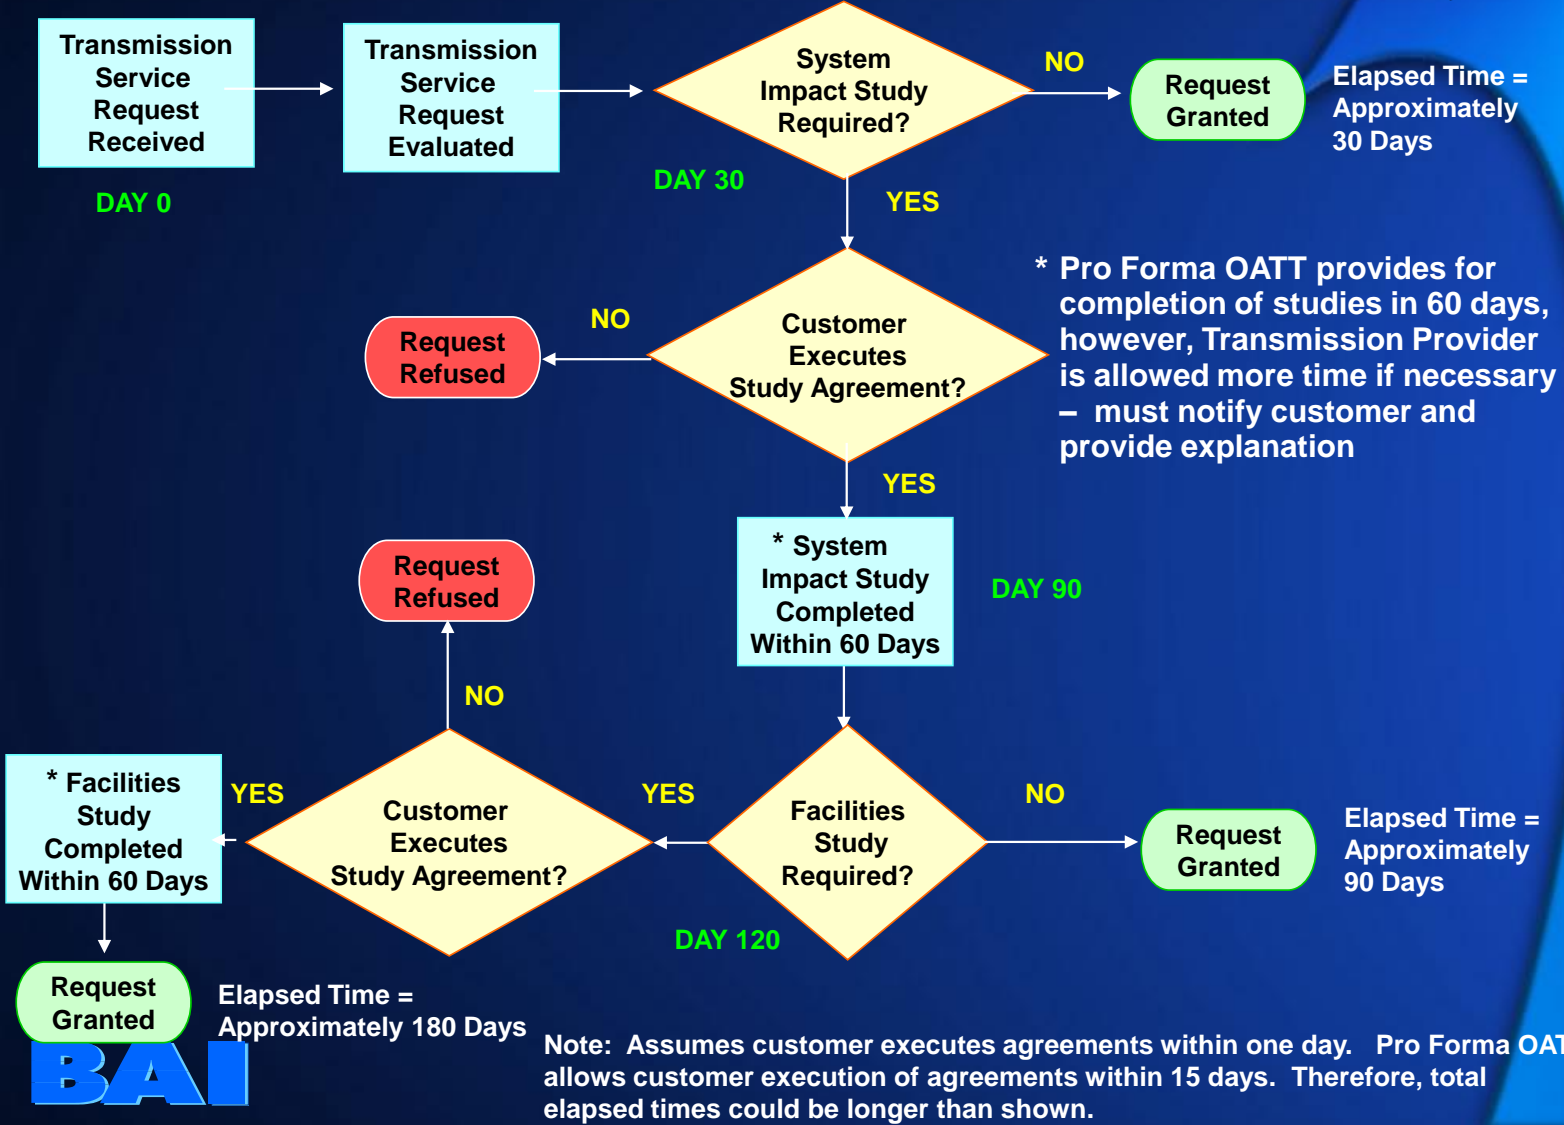 Transmission
Service
Request
Received
DAY 0
Transmission
Service
Request
Evaluated
System
Impact Study
Required?
DAY 30
NO
Request
Granted
Elapsed Time =
Approximately
30 Days
YES
Customer
Executes
Study Agreement?
NO
Request
Refused
* Pro Forma OATT provides for
completion of studies in 60 days,
however, Transmission Provider
is allowed more time if necessary
– must notify customer and
provide explanation
YES
* System
Impact Study
Completed
Within 60 Days
DAY 90
Facilities
Study
Required?
DAY 120
NO
Request
Granted
Elapsed Time =
Approximately
90 Days
YES
Customer
Executes
Study Agreement?
NO
Request
Refused
YES
* Facilities
Study
Completed
Within 60 Days
Request
Granted
Elapsed Time =
Approximately 180 Days
BAI
Note: Assumes customer executes agreements within one day. Pro Forma OAT
allows customer execution of agreements within 15 days. Therefore, total
elapsed times could be longer than shown.